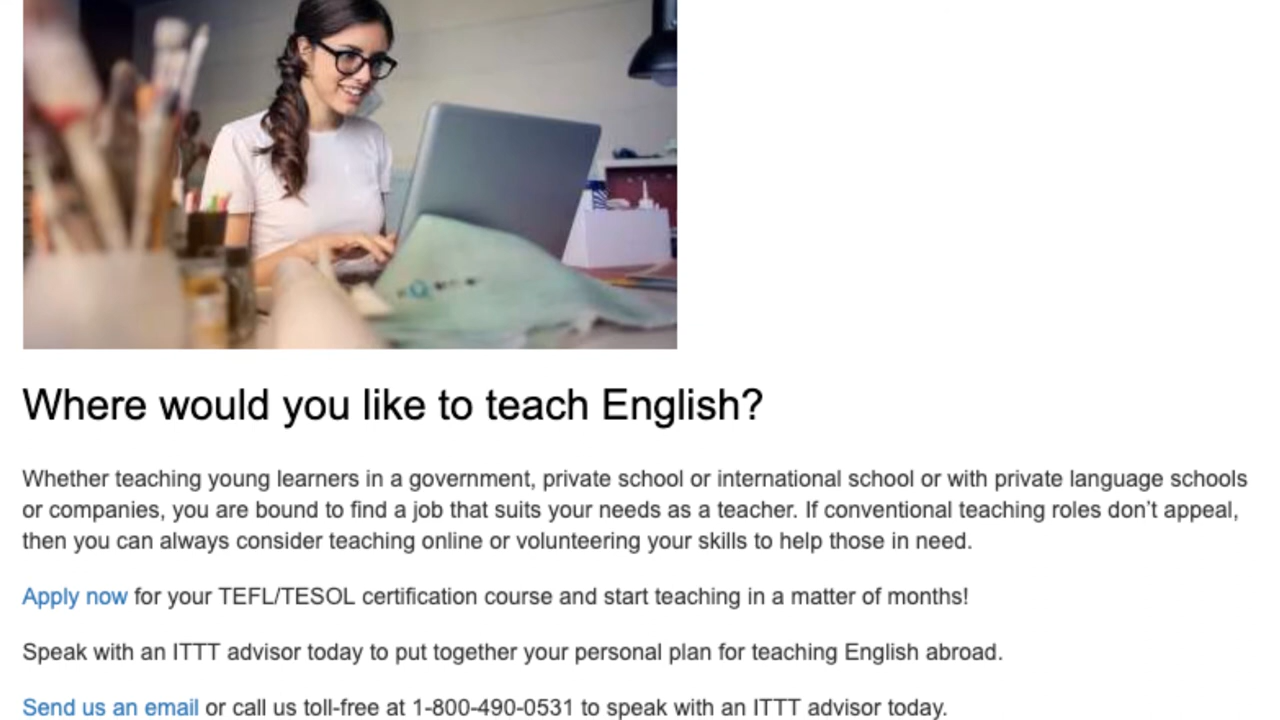 Where would you like to teach English?
Whether teaching young learners in a government, private school or international school or with private language schools
or companies, you are bound to find a job that suits your needs as a teacher. If conventional teaching roles don’t appeal,
then you can always consider teaching online or volunteering your skills to help those in need.
Apply now for your TEFL/TESOL certification course and start teaching in a matter of months!
Speak with an ITTT advisor today to put together your personal plan for teaching English abroad.
Send us an email or call us toll-free at 1-800-490-0531 to speak with an ITTT advisor today.